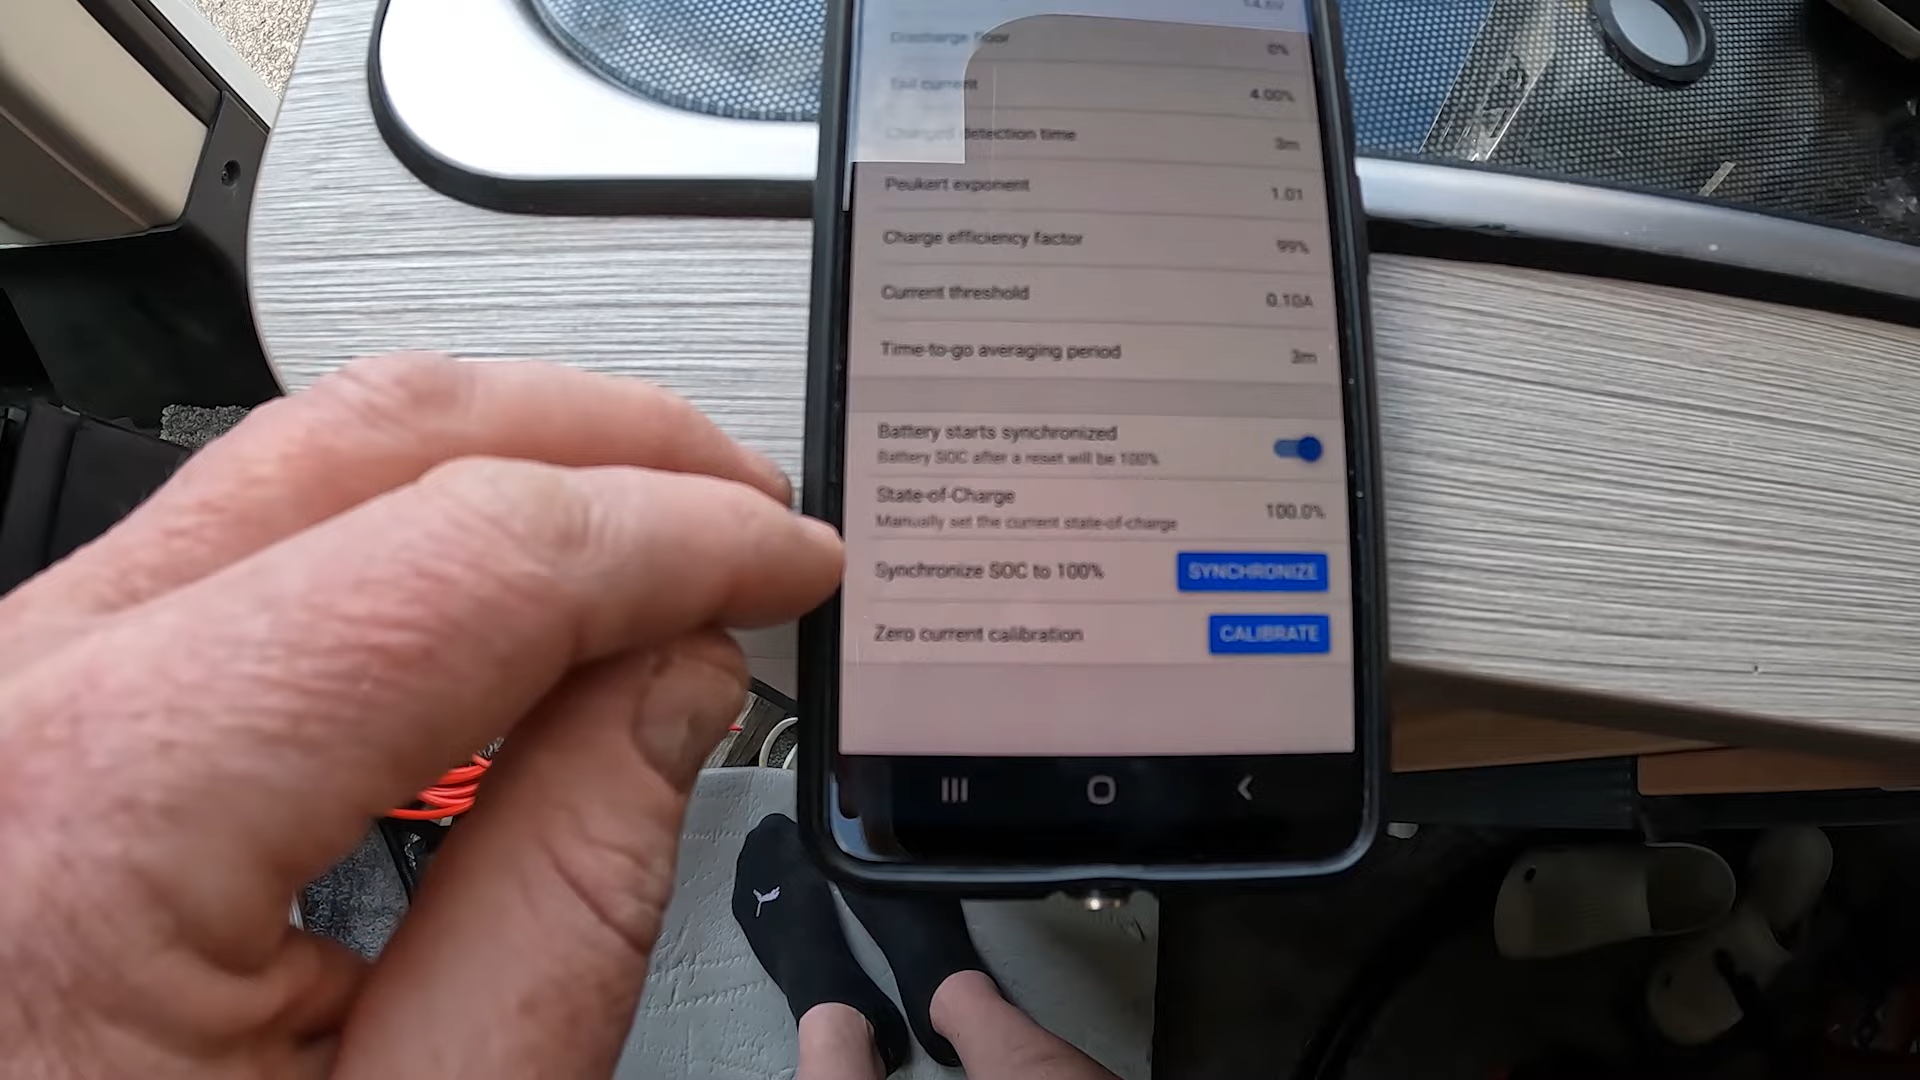 14.6V
Discharge floor 0%
Tail current 4.00%
Charged detection time 3m
Peukert exponent 1.01
Charge efficiency factor 99%
Current threshold 0.10A
Time-to-go averaging period 3m
Battery starts synchronized
Battery SOC after a reset will be 100%
State-of-Charge 100.0%
Manually set the current state-of-charge
Synchronize SOC to 100% SYNCHRONIZE
Zero current calibration CALIBRATE